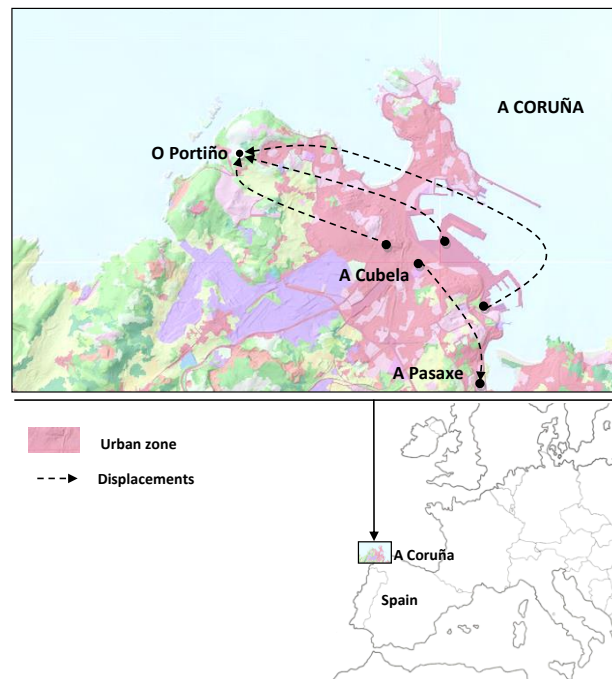 A CORUÑA
O Portiño
A Cubela
A Pasaxe
Urban zone
Displacements
A Coruña
Spain